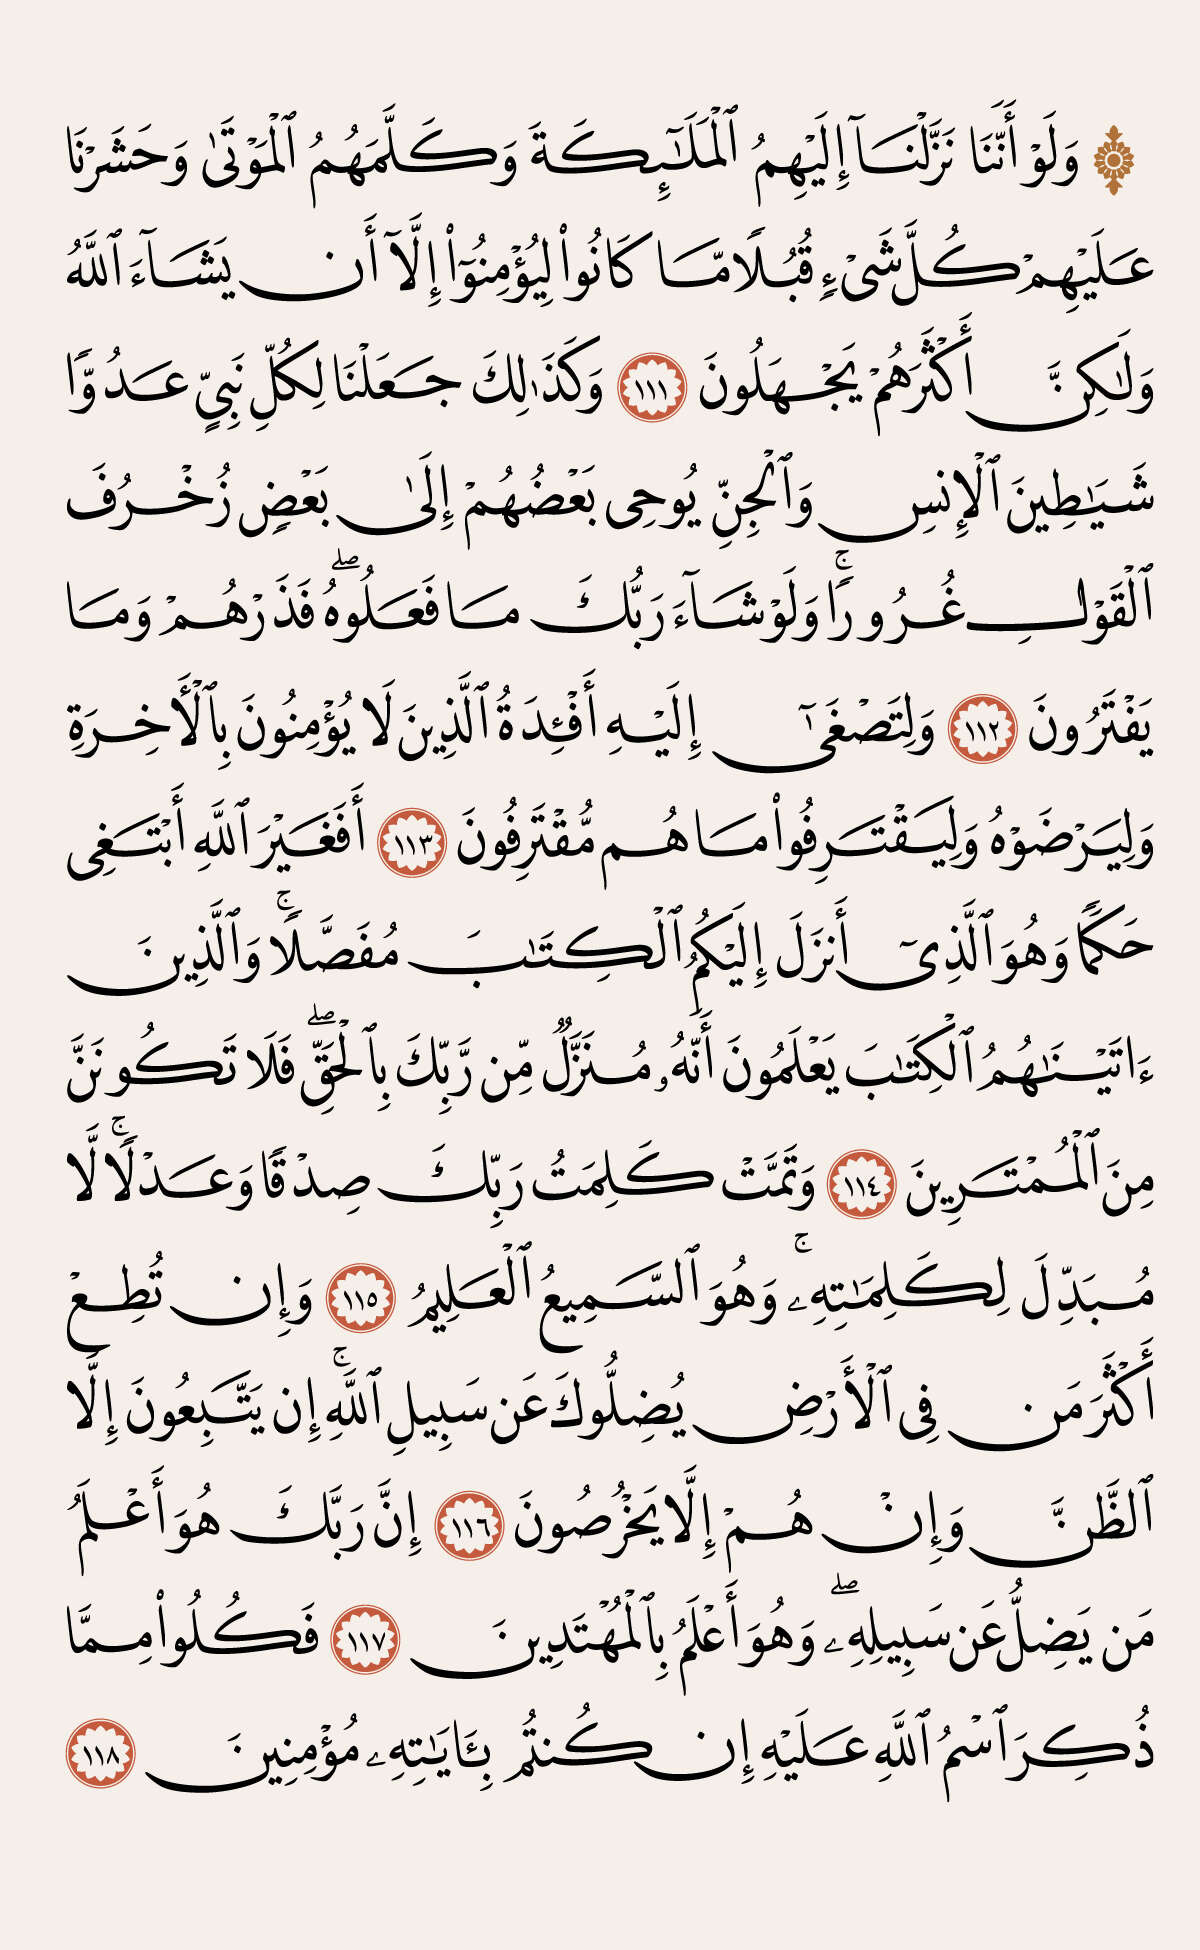 ۞ وَلَوْ أَنَّنَا نَزَّلْنَآ إِلَيْهِمُ ٱلْمَلَـٰٓئِكَةَ وَكَلَّمَهُمُ ٱلْمَوْتَىٰ وَحَشَرْنَا
عَلَيْهِمْ كُلَّ شَىْءٍ قُبُلًا مَّا كَانُوا۟ لِيُؤْمِنُوٓا۟ إِلَّآ أَن يَشَآءَ ٱللَّهُ
وَلَـٰكِنَّ أَكْثَرَهُمْ يَجْهَلُونَ ١١١ وَكَذَٰلِكَ جَعَلْنَا لِكُلِّ نَبِىٍّ عَدُوًّا
شَيَـٰطِينَ ٱلْإِنسِ وَٱلْجِنِّ يُوحِى بَعْضُهُمْ إِلَىٰ بَعْضٍ زُخْرُفَ
ٱلْقَوْلِ غُرُورًا ۚ وَلَوْ شَآءَ رَبُّكَ مَا فَعَلُوهُ ۖ فَذَرْهُمْ وَمَا
يَفْتَرُونَ ١١٢ وَلِتَصْغَىٰٓ إِلَيْهِ أَفْـِٔدَةُ ٱلَّذِينَ لَا يُؤْمِنُونَ بِٱلْـَٔاخِرَةِ
وَلِيَرْضَوْهُ وَلِيَقْتَرِفُوا۟ مَا هُم مُّقْتَرِفُونَ ١١٣ أَفَغَيْرَ ٱللَّهِ أَبْتَغِى
حَكَمًا وَهُوَ ٱلَّذِىٓ أَنزَلَ إِلَيْكُمُ ٱلْكِتَـٰبَ مُفَصَّلًا ۚ وَٱلَّذِينَ
ءَاتَيْنَـٰهُمُ ٱلْكِتَـٰبَ يَعْلَمُونَ أَنَّهُۥ مُنَزَّلٌ مِّن رَّبِّكَ بِٱلْحَقِّ ۖ فَلَا تَكُونَنَّ
مِنَ ٱلْمُمْتَرِينَ ١١٤ وَتَمَّتْ كَلِمَتُ رَبِّكَ صِدْقًا وَعَدْلًا ۚ لَّا
مُبَدِّلَ لِكَلِمَـٰتِهِۦ ۚ وَهُوَ ٱلسَّمِيعُ ٱلْعَلِيمُ ١١٥ وَإِن تُطِعْ
أَكْثَرَ مَن فِى ٱلْأَرْضِ يُضِلُّوكَ عَن سَبِيلِ ٱللَّهِ ۚ إِن يَتَّبِعُونَ إِلَّا
ٱلظَّنَّ وَإِنْ هُمْ إِلَّا يَخْرُصُونَ ١١٦ إِنَّ رَبَّكَ هُوَ أَعْلَمُ
مَن يَضِلُّ عَن سَبِيلِهِۦ ۖ وَهُوَ أَعْلَمُ بِٱلْمُهْتَدِينَ ١١٧ فَكُلُوا۟ مِمَّا
ذُكِرَ ٱسْمُ ٱللَّهِ عَلَيْهِ إِن كُنتُم بِـَٔايَـٰتِهِۦ مُؤْمِنِينَ ١١٨